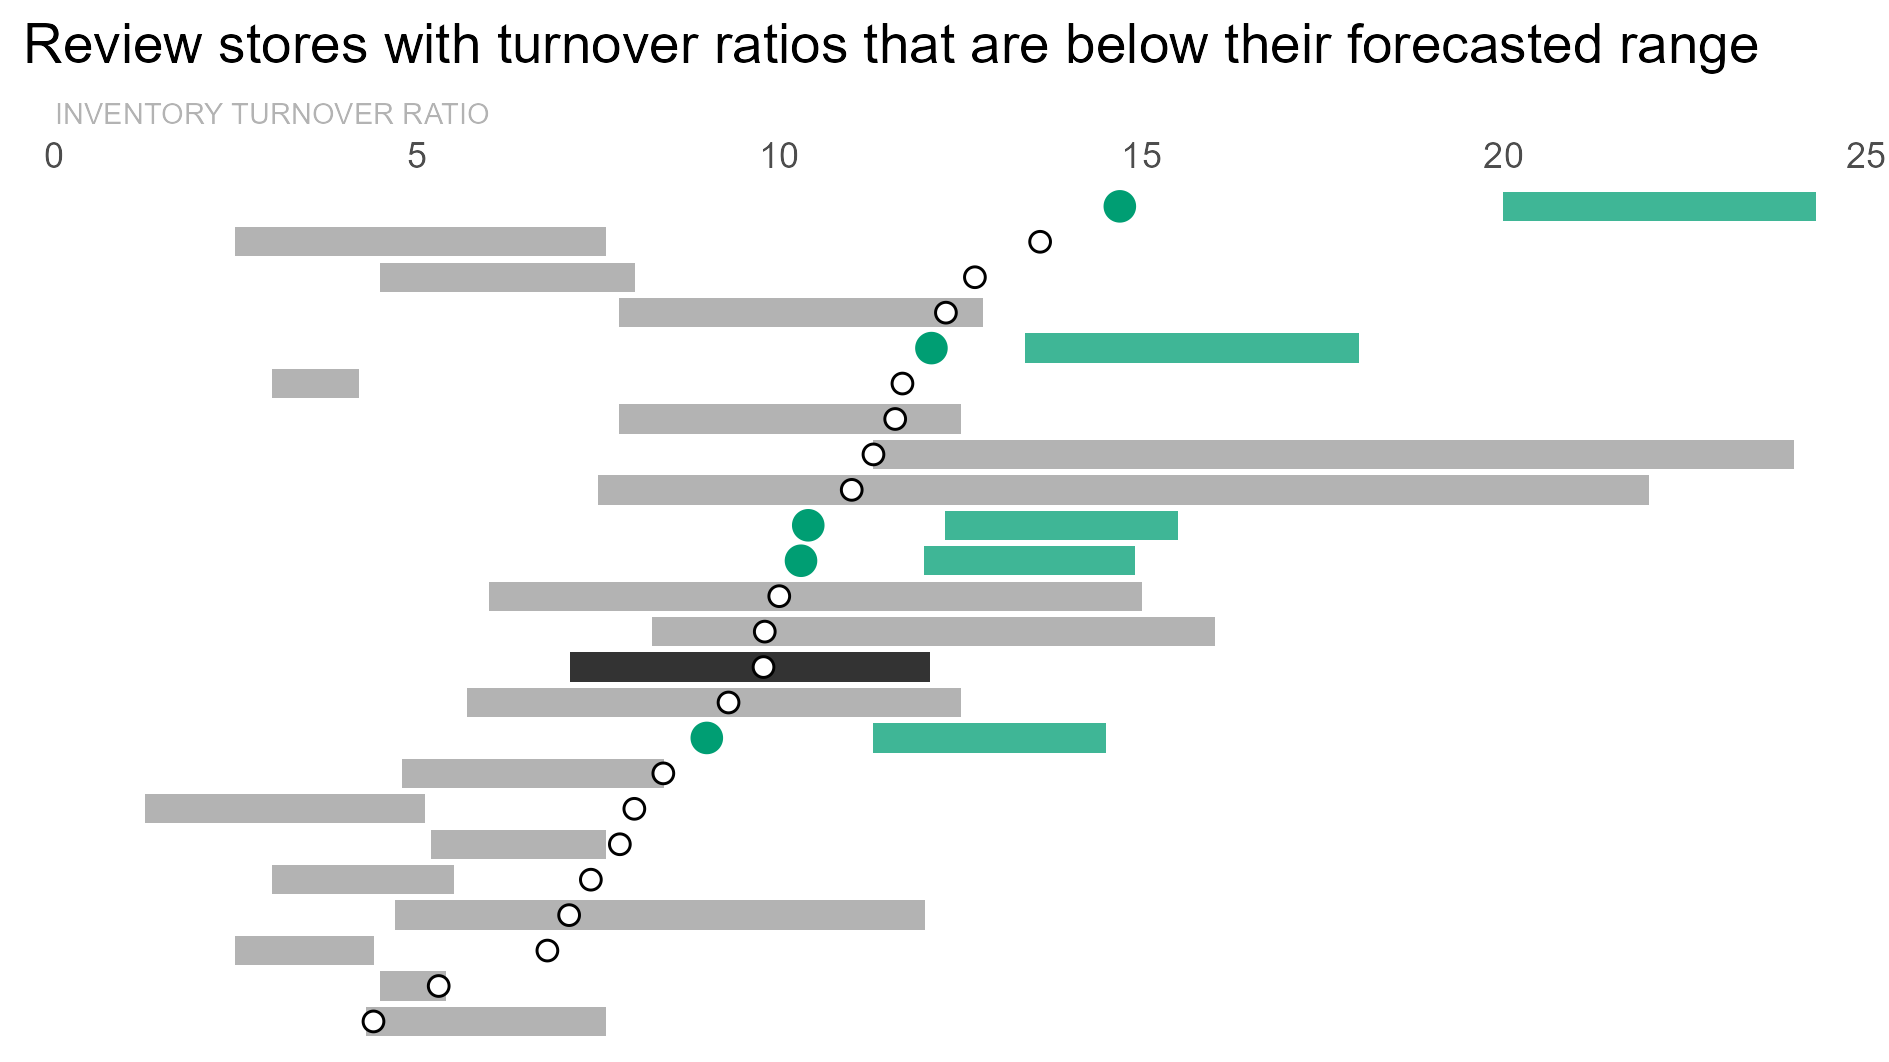 Review stores with turnover ratios that are below their forecasted range
INVENTORY TURNOVER RATIO
0 5 10 15 20 25